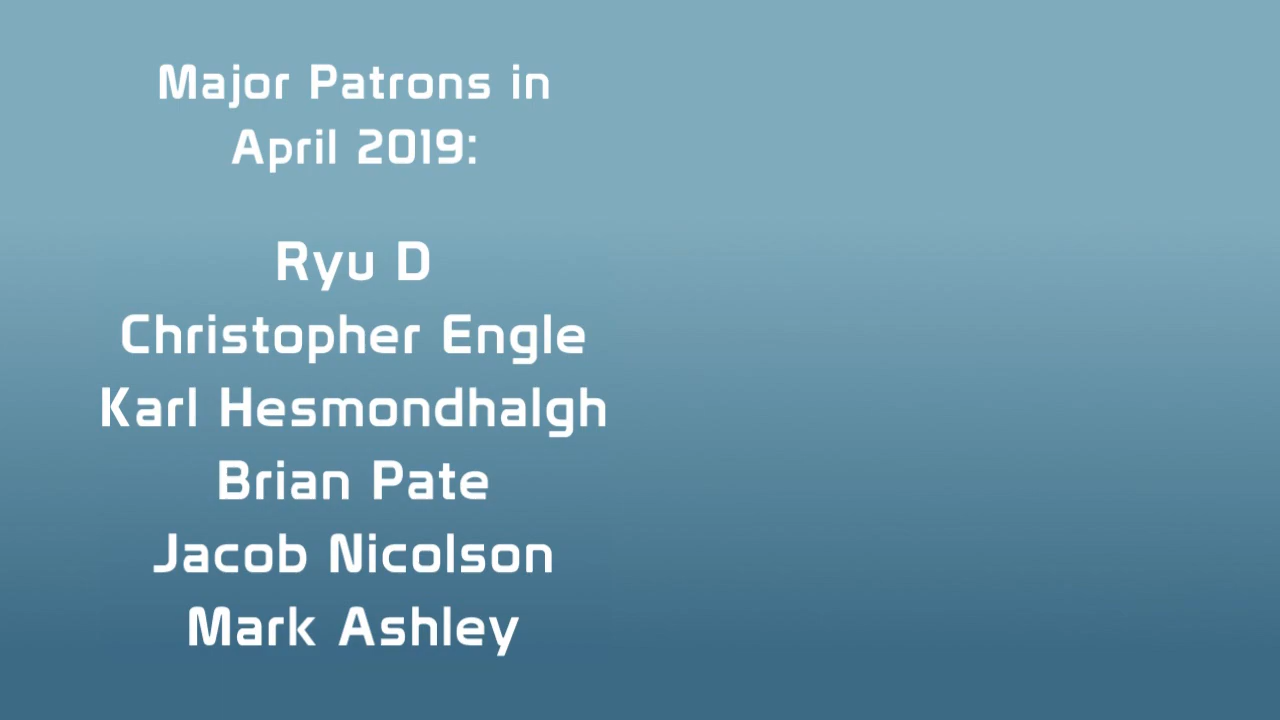 Major Patrons in
April 2019:
Ryu D
Christopher Engle
Karl Hesmondhalgh
Brian Pate
Jacob Nicolson
Mark Ashley